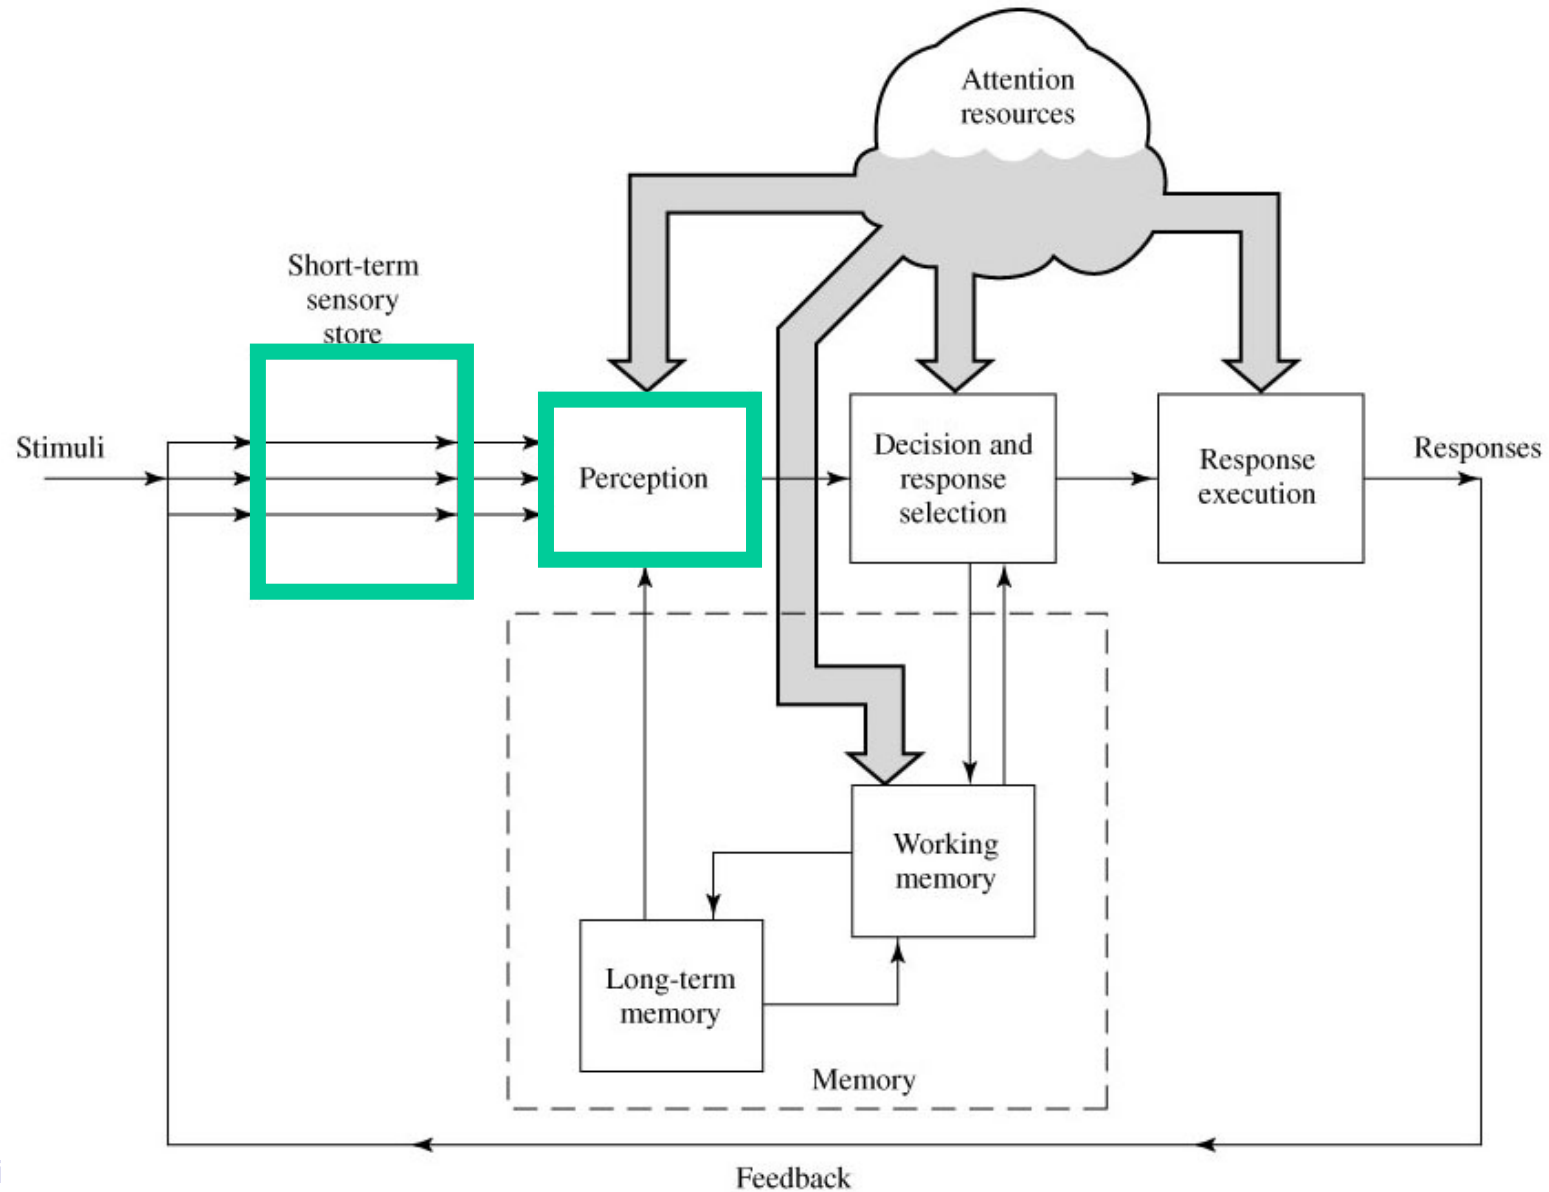 Attention
resources
Short-term
sensory
store
Stimuli
Perception
Decision and
response
selection
Response
execution
Responses
Working
memory
Long-term
memory
Memory
Feedback